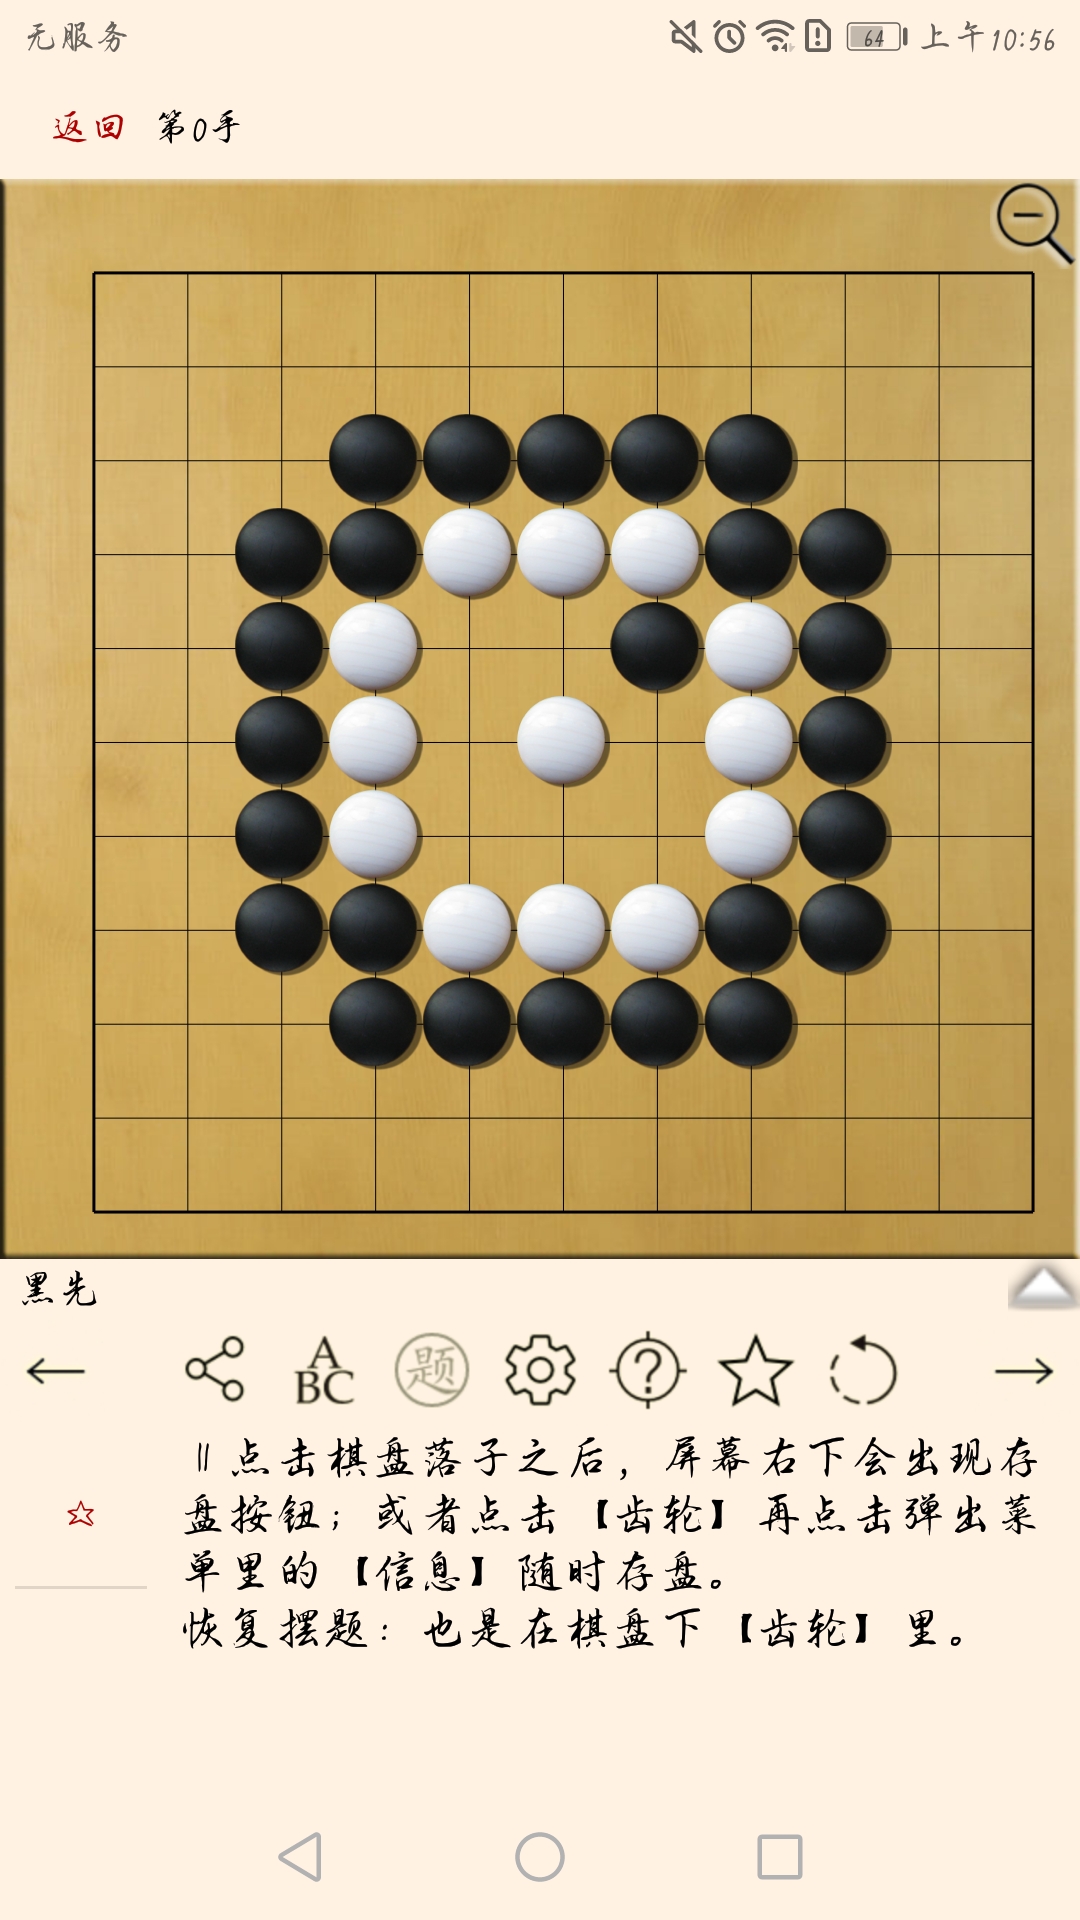 无服务
64
上午10:56
返回 第0手
黑先
A
BC
题
?
||点击棋盘落子之后，屏幕右下会出现存
盘按钮；或者点击【齿轮】再点击弹出菜
单里的【信息】随时存盘。
恢复摆题：也是在棋盘下【齿轮】里。